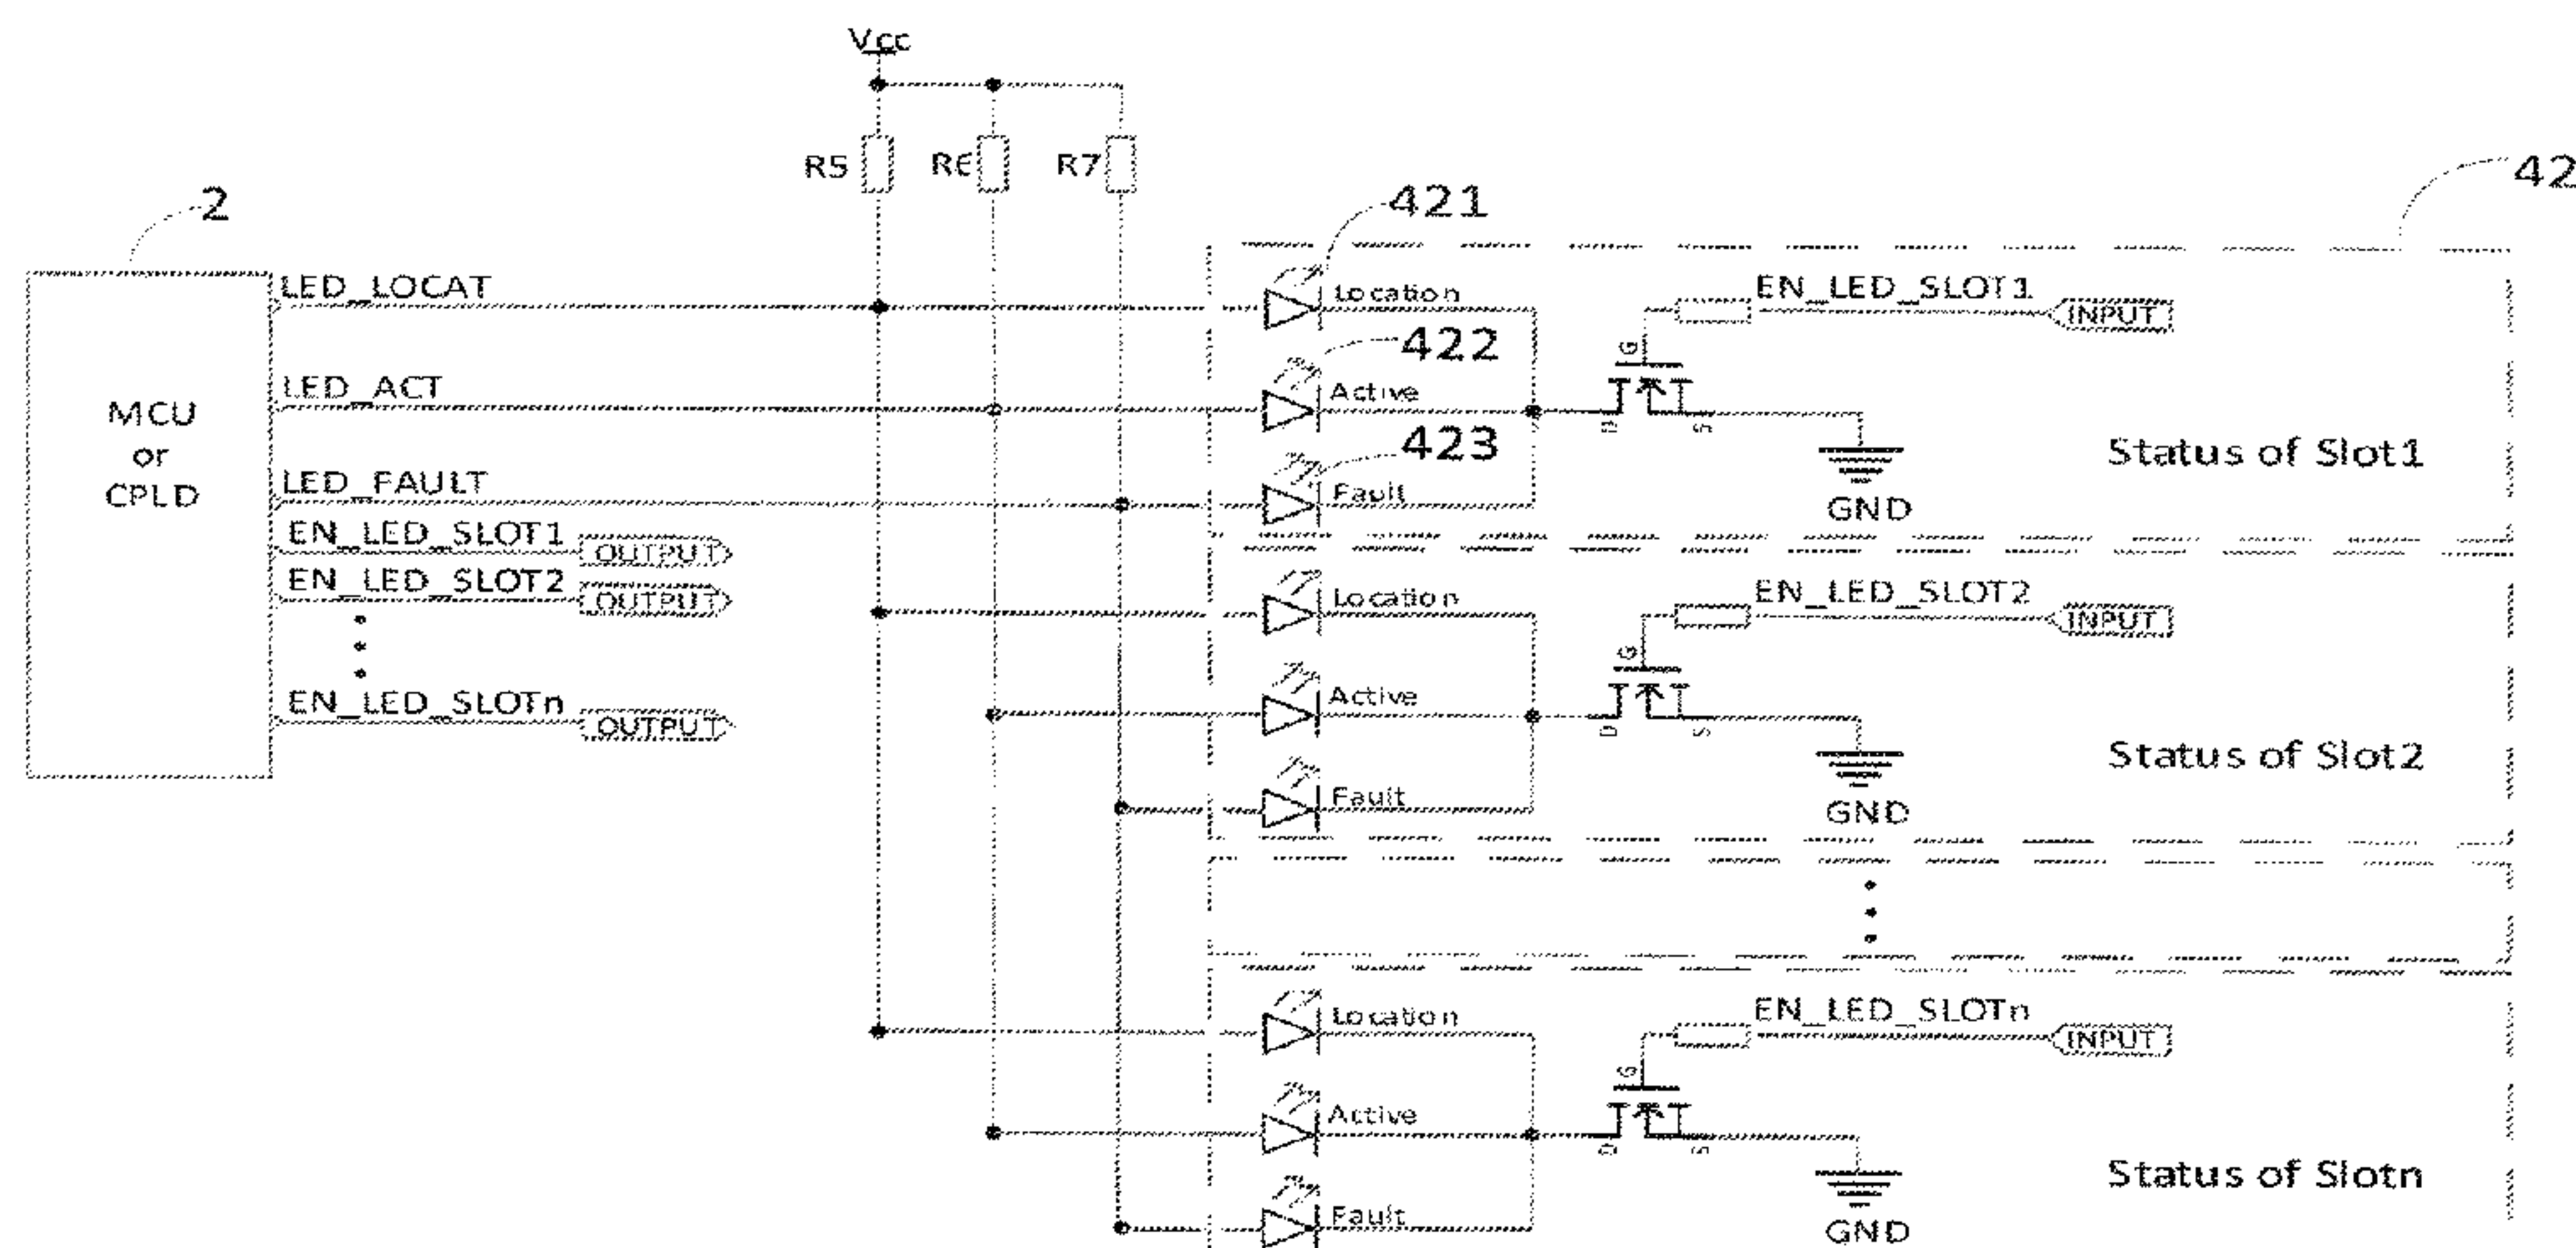 Vcc
R5
R6
R7
2
421
42
LED_LOCAT
Location
EN_LED_SLOT1
INPUT
422
G
LED_ACT
Active
MCU
or
CPLD
D
S
423
Status of Slot1
LED_FAULT
Fault
GND
EN_LED_SLOT1
OUTPUT
EN_LED_SLOT2
OUTPUT
Location
EN_LED_SLOT2
INPUT
G
EN_LED_SLOTn
OUTPUT
Active
D
S
Status of Slot2
Fault
GND
Location
EN_LED_SLOTn
INPUT
G
Active
D
S
Status of Slotn
Fault
GND